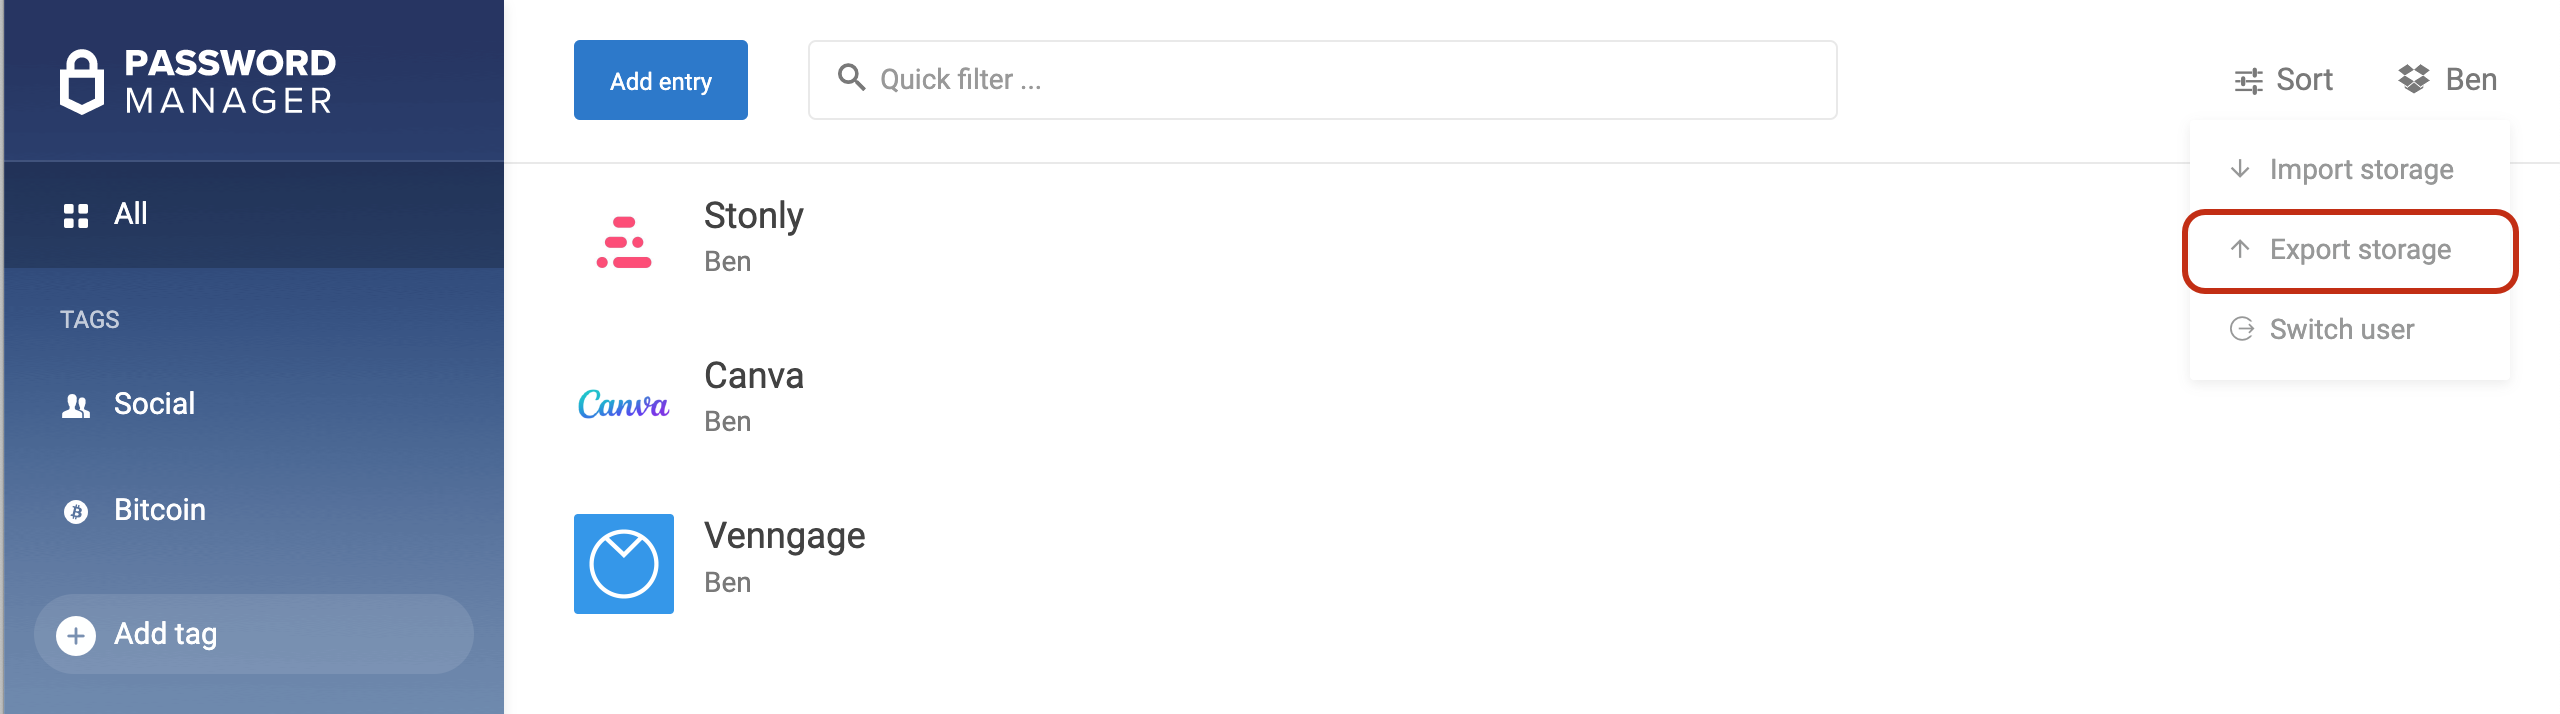 PASSWORD
MANAGER
All
TAGS
Social
Bitcoin
Add tag
Add entry
Quick filter ...
Sort
Ben
Import storage
Export storage
Switch user
Stonly
Ben
Canva
Canva
Ben
Venngage
Ben